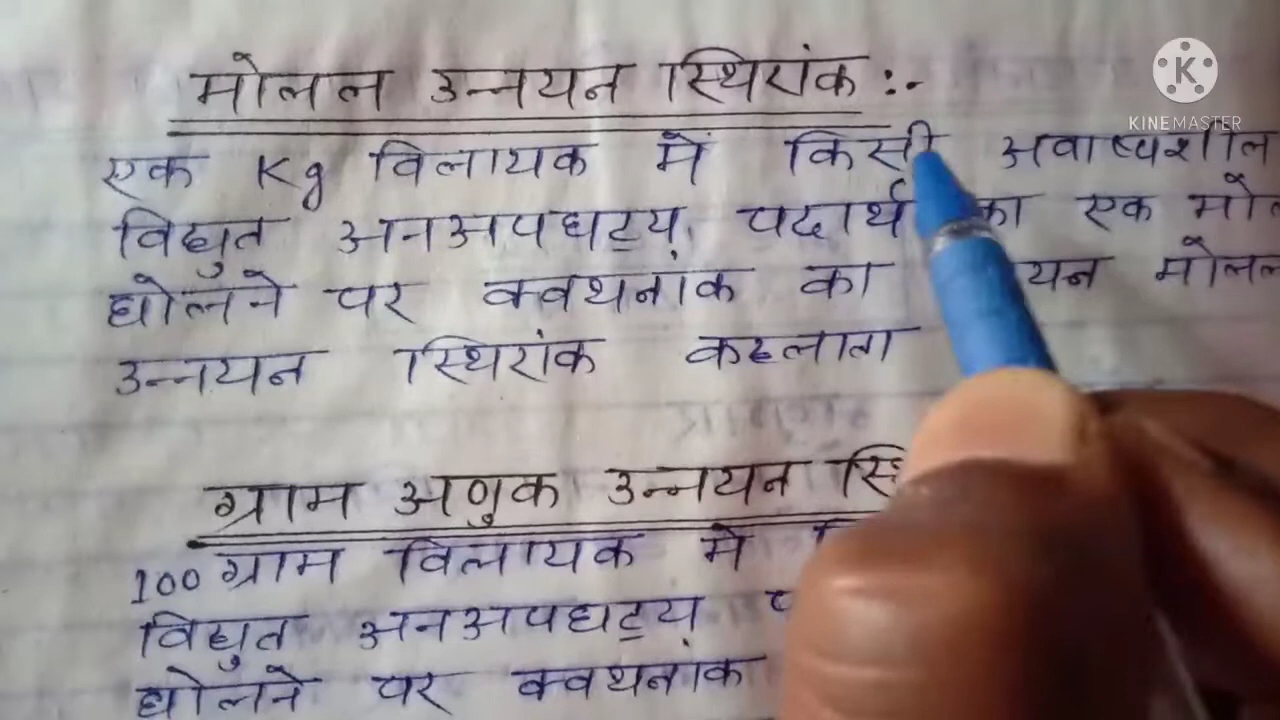 मोलल उन्नयन स्थिरांक :-
एक Kg विलायक में किसी अवाष्पशील
विद्युत अनअपघट्य पदार्थ का एक
घोलने पर क्वथनांक का मोलल
उन्नयन स्थिरांक कहलाता
ग्राम अणुक उन्नयन
100 ग्राम विलायक मे
विद्युत अनअपघट्य
घोलने पर क्वथनांक
K
KINEMASTER